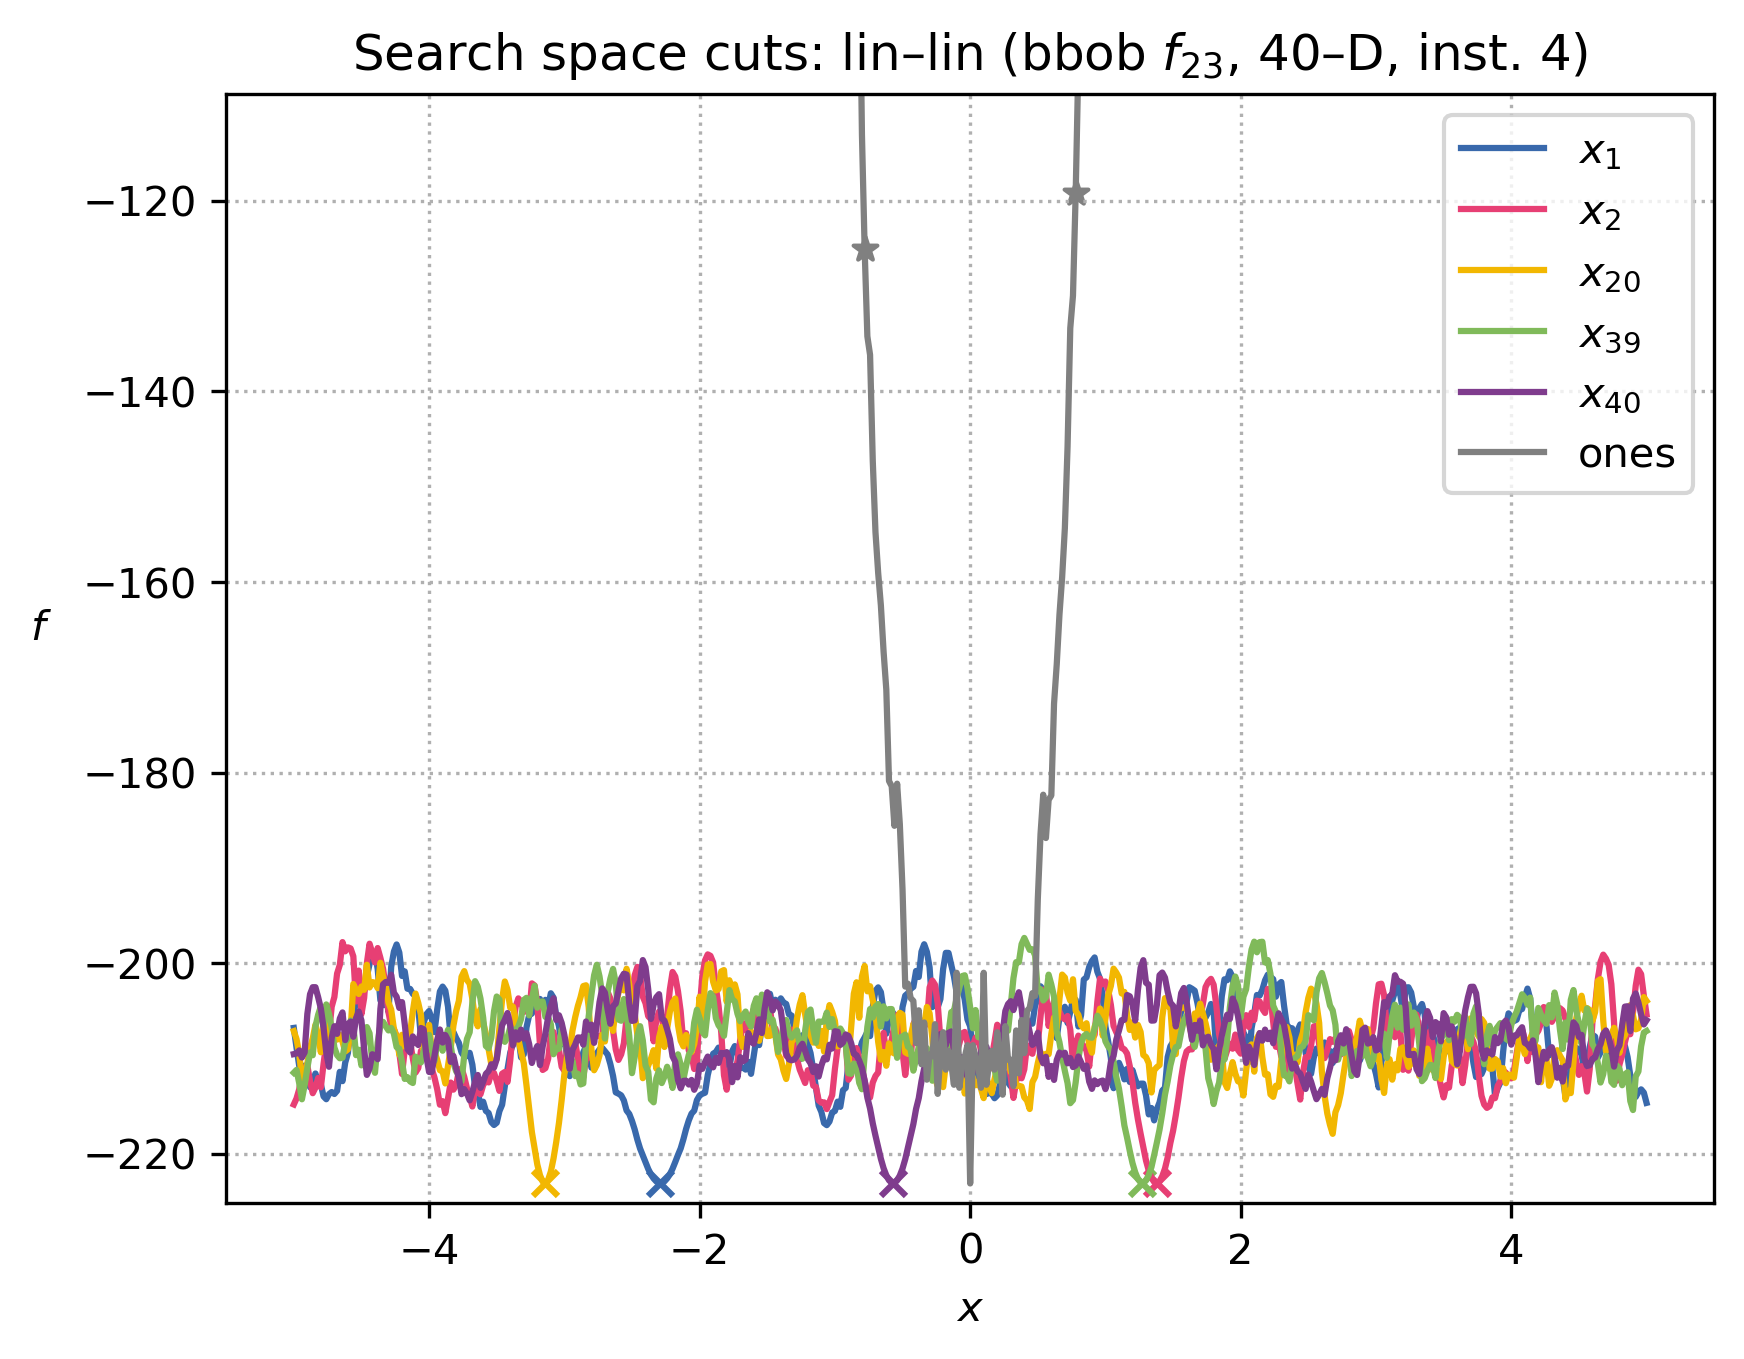 Search space cuts: lin–lin (bbob f₂₃, 40–D, inst. 4)
x₁
x₂
x₂₀
x₃₉
x₄₀
ones
−120
−140
−160
−180
−200
−220
f
−4 −2 0 2 4
x